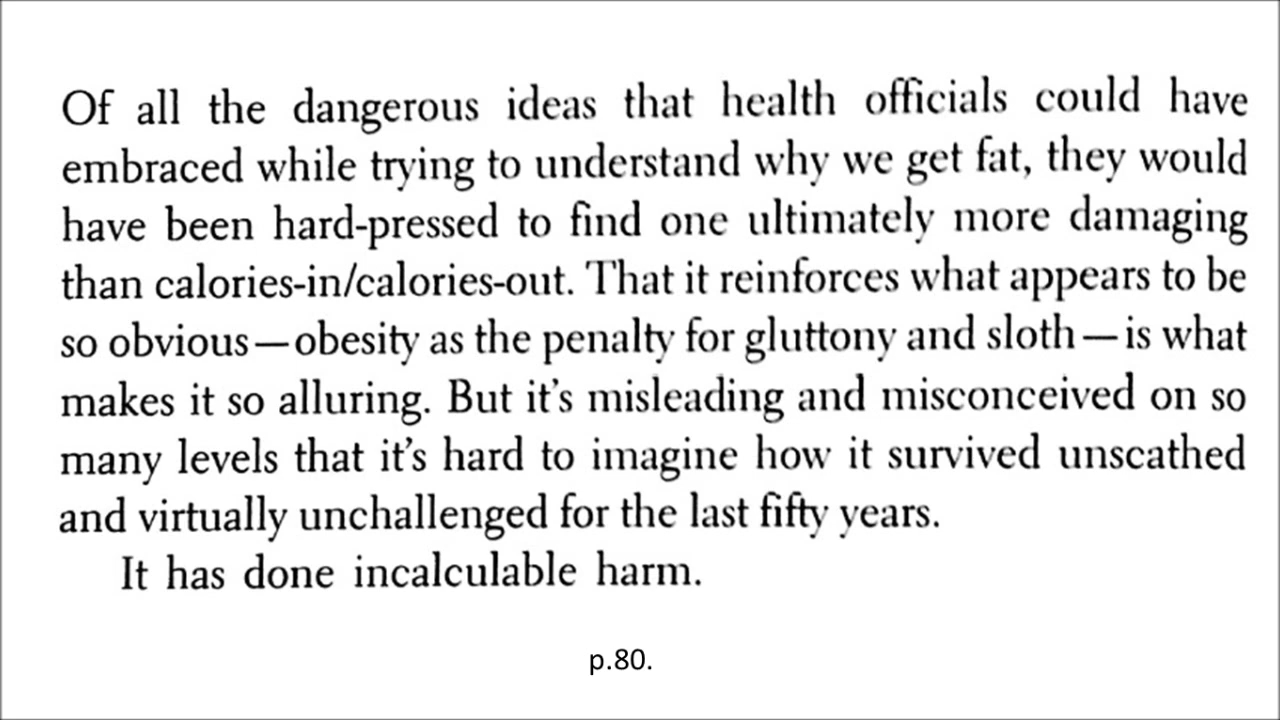 Of all the dangerous ideas that health officials could have
embraced while trying to understand why we get fat, they would
have been hard-pressed to find one ultimately more damaging
than calories-in/calories-out. That it reinforces what appears to be
so obvious—obesity as the penalty for gluttony and sloth—is what
makes it so alluring. But it's misleading and misconceived on so
many levels that it's hard to imagine how it survived unscathed
and virtually unchallenged for the last fifty years.
It has done incalculable harm.
p.80.